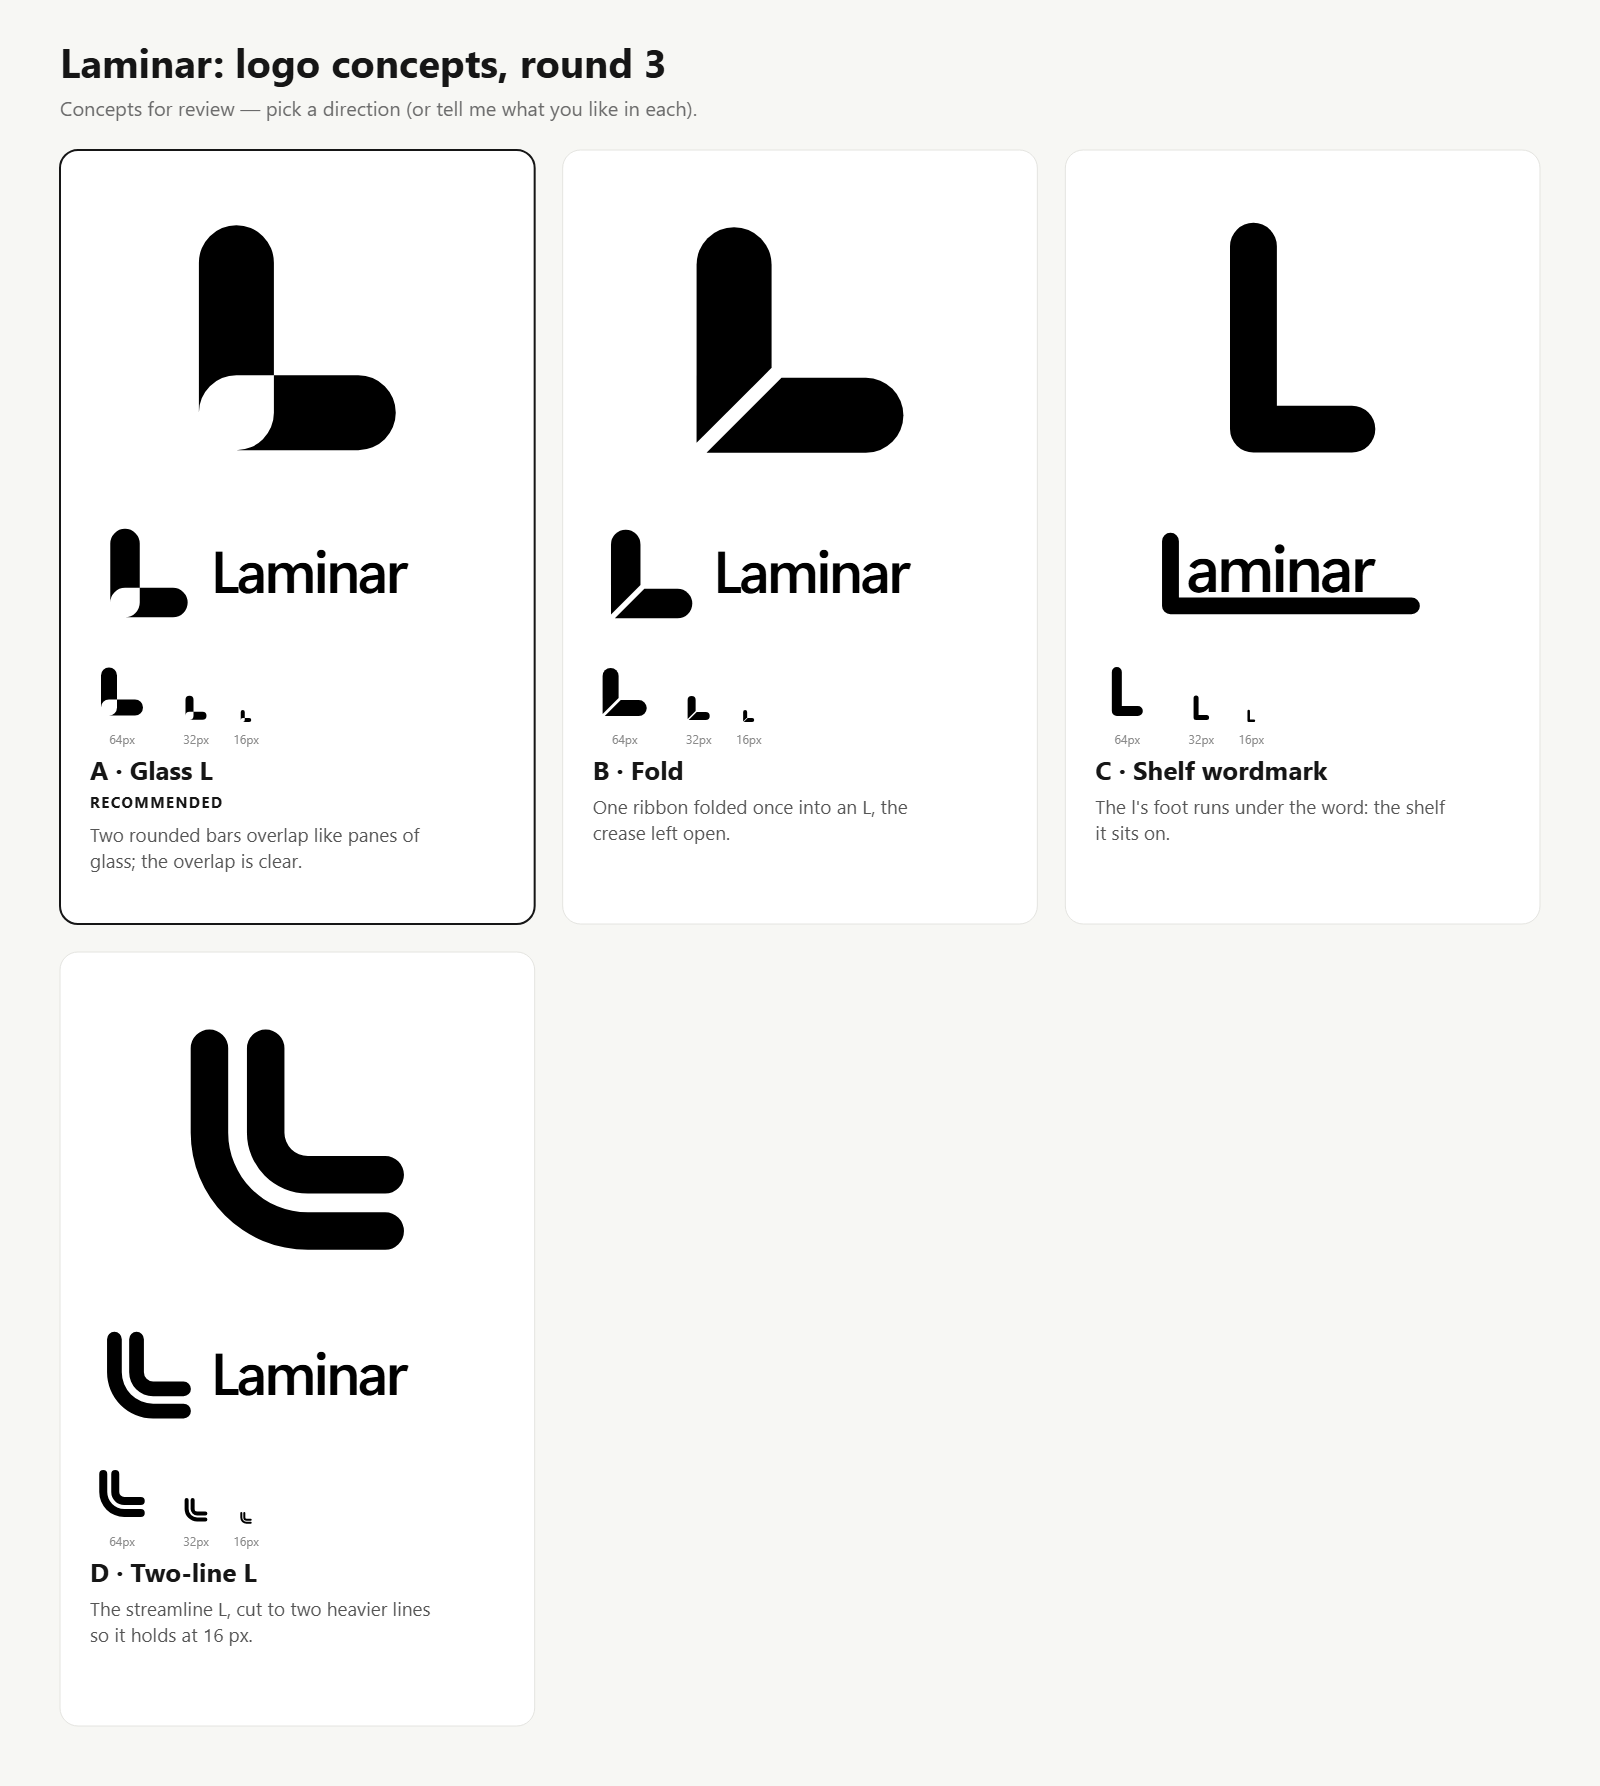 Laminar: logo concepts, round 3
Concepts for review — pick a direction (or tell me what you like in each).
Laminar
64px 32px 16px
A · Glass L
RECOMMENDED
Two rounded bars overlap like panes of
glass; the overlap is clear.
Laminar
64px 32px 16px
B · Fold
One ribbon folded once into an L, the
crease left open.
Laminar
64px 32px 16px
C · Shelf wordmark
The l's foot runs under the word: the shelf
it sits on.
Laminar
64px 32px 16px
D · Two-line L
The streamline L, cut to two heavier lines
so it holds at 16 px.